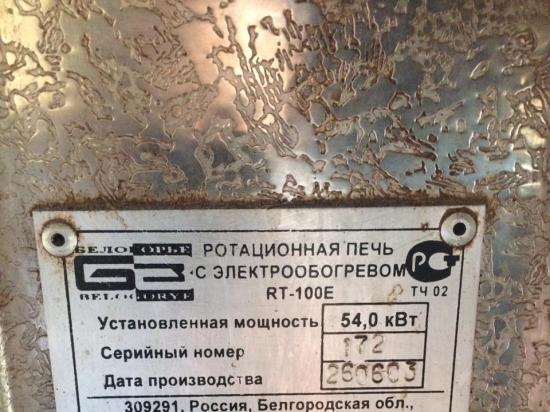 БЕЛОГОРЬЕ
BELOGORYE
РОТАЦИОННАЯ ПЕЧЬ
С ЭЛЕКТРООБОГРЕВОМ
RT-100E
РСТ
ТЧ 02
Установленная мощность 54,0 кВт
Серийный номер 172
Дата производства 260603
309291, Россия, Белгородская обл.,